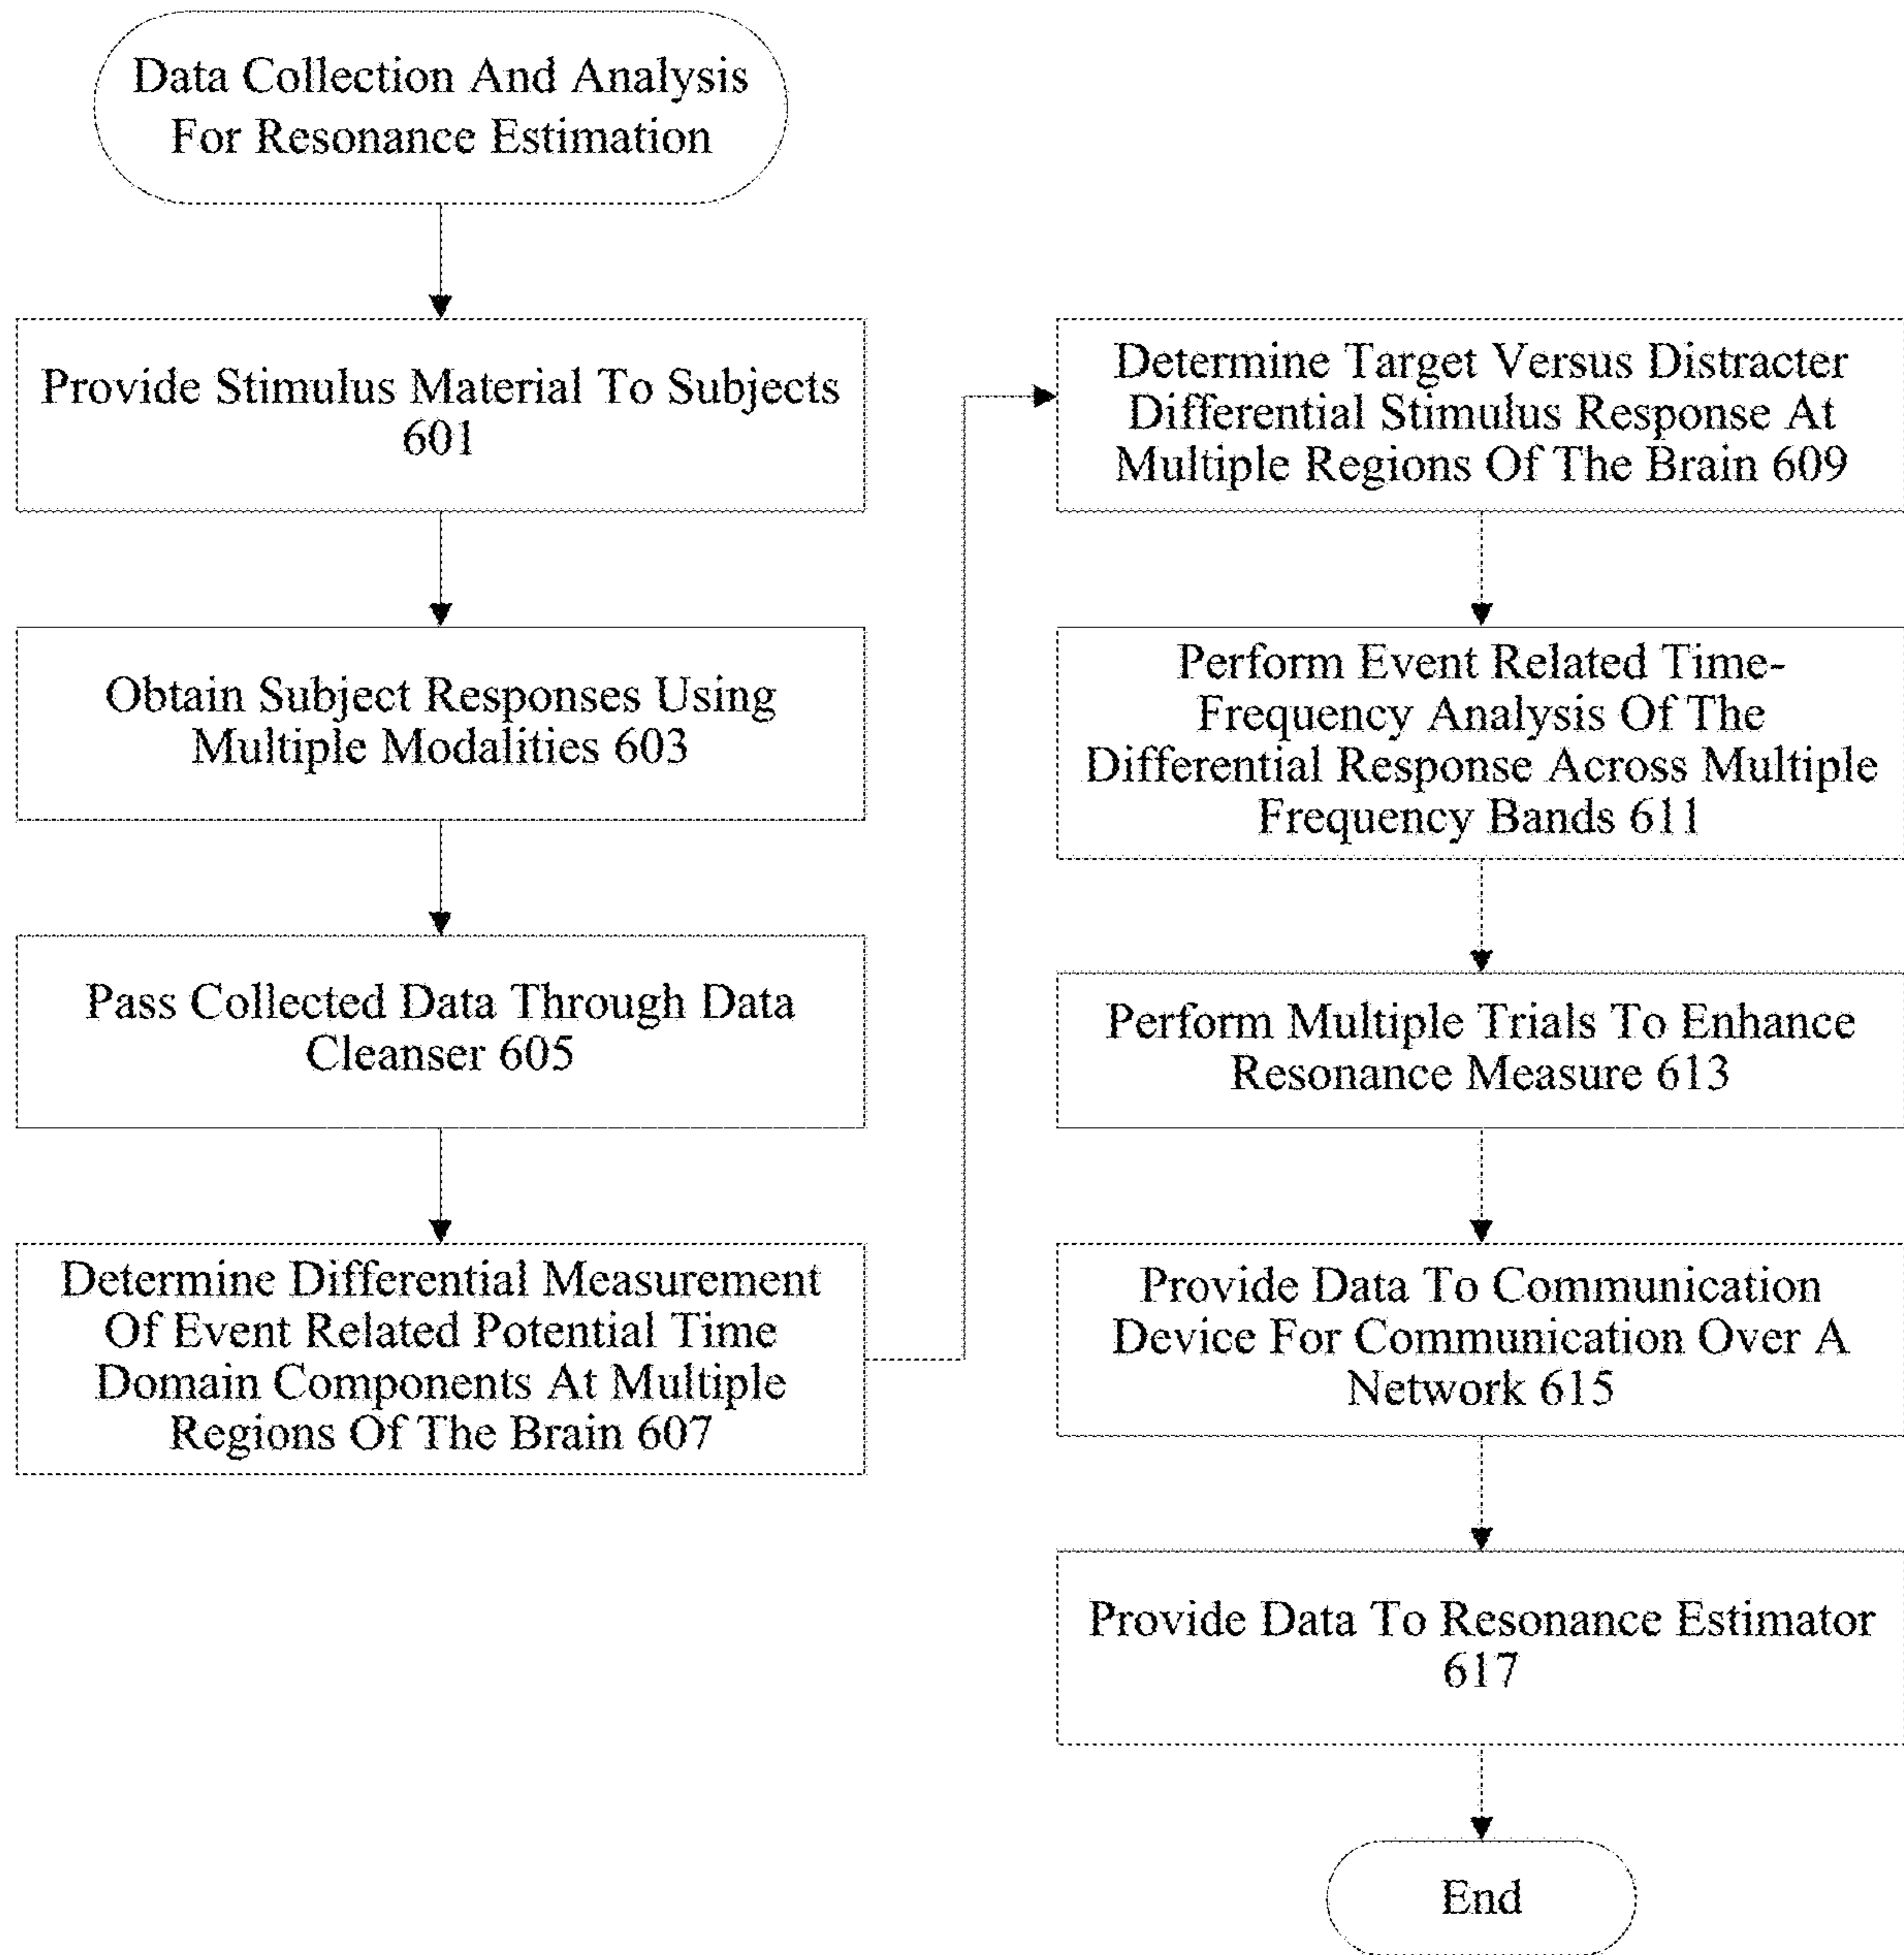 Data Collection And Analysis
For Resonance Estimation
Provide Stimulus Material To Subjects
601
Obtain Subject Responses Using
Multiple Modalities 603
Pass Collected Data Through Data
Cleanser 605
Determine Differential Measurement
Of Event Related Potential Time
Domain Components At Multiple
Regions Of The Brain 607
Determine Target Versus Distracter
Differential Stimulus Response At
Multiple Regions Of The Brain 609
Perform Event Related Time-
Frequency Analysis Of The
Differential Response Across Multiple
Frequency Bands 611
Perform Multiple Trials To Enhance
Resonance Measure 613
Provide Data To Communication
Device For Communication Over A
Network 615
Provide Data To Resonance Estimator
617
End